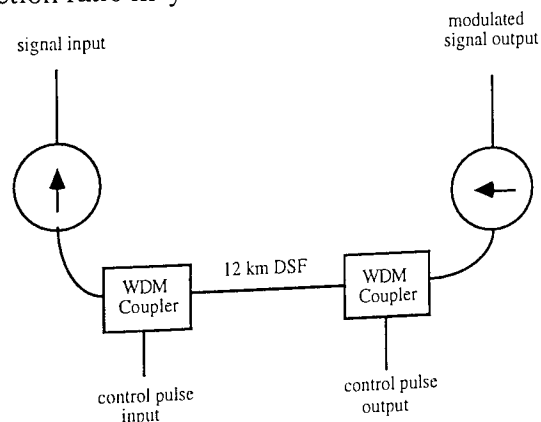 signal input
modulated
signal output
WDM
Coupler
12 km DSF
WDM
Coupler
control pulse
input
control pulse
output